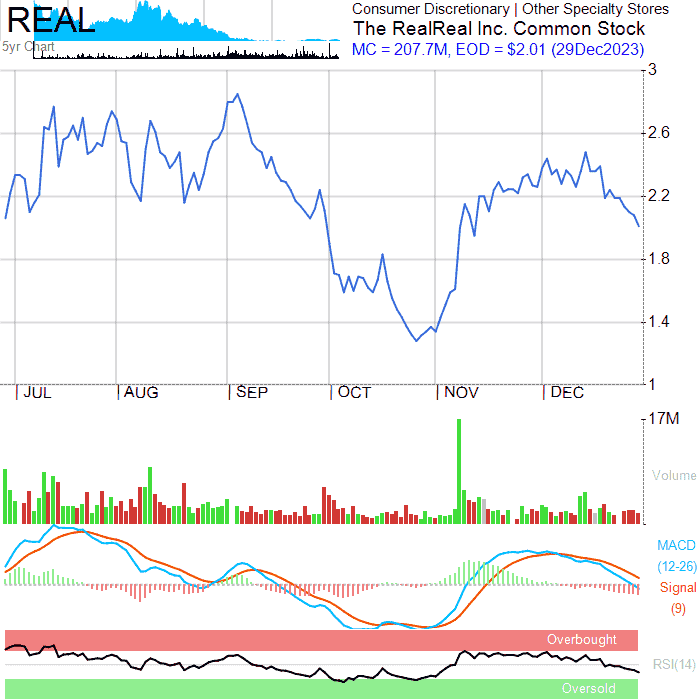 REAL
5yr Chart
Consumer Discretionary | Other Specialty Stores
The RealReal Inc. Common Stock
MC = 207.7M, EOD = $2.01 (29Dec2023)
3
2.6
2.2
1.8
1.4
1
JUL AUG SEP OCT NOV DEC
17M
Volume
MACD
(12-26)
Signal
(9)
Overbought
RSI(14)
Oversold